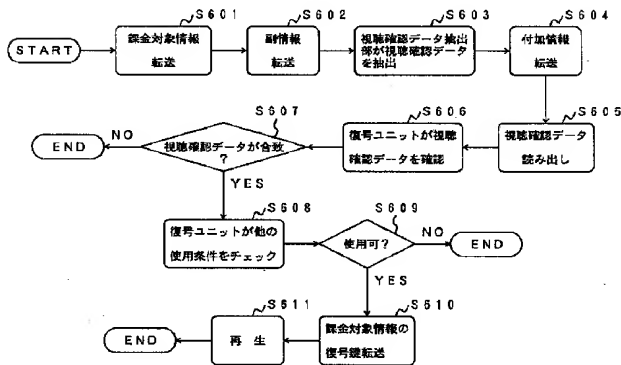 S601
S602
S603
S604
START
課金対象情報
転送
副情報
転送
視聴確認データ抽出
部が視聴確認データ
を抽出
付加情報
転送
S607
S606
S605
END
NO
視聴確認データが合致
?
復号ユニットが視聴
確認データを確認
視聴確認データ
読み出し
YES
S608
S609
復号ユニットが他の
使用条件をチェック
使用可?
NO
END
YES
S611
S610
END
再生
課金対象情報の
復号鍵転送